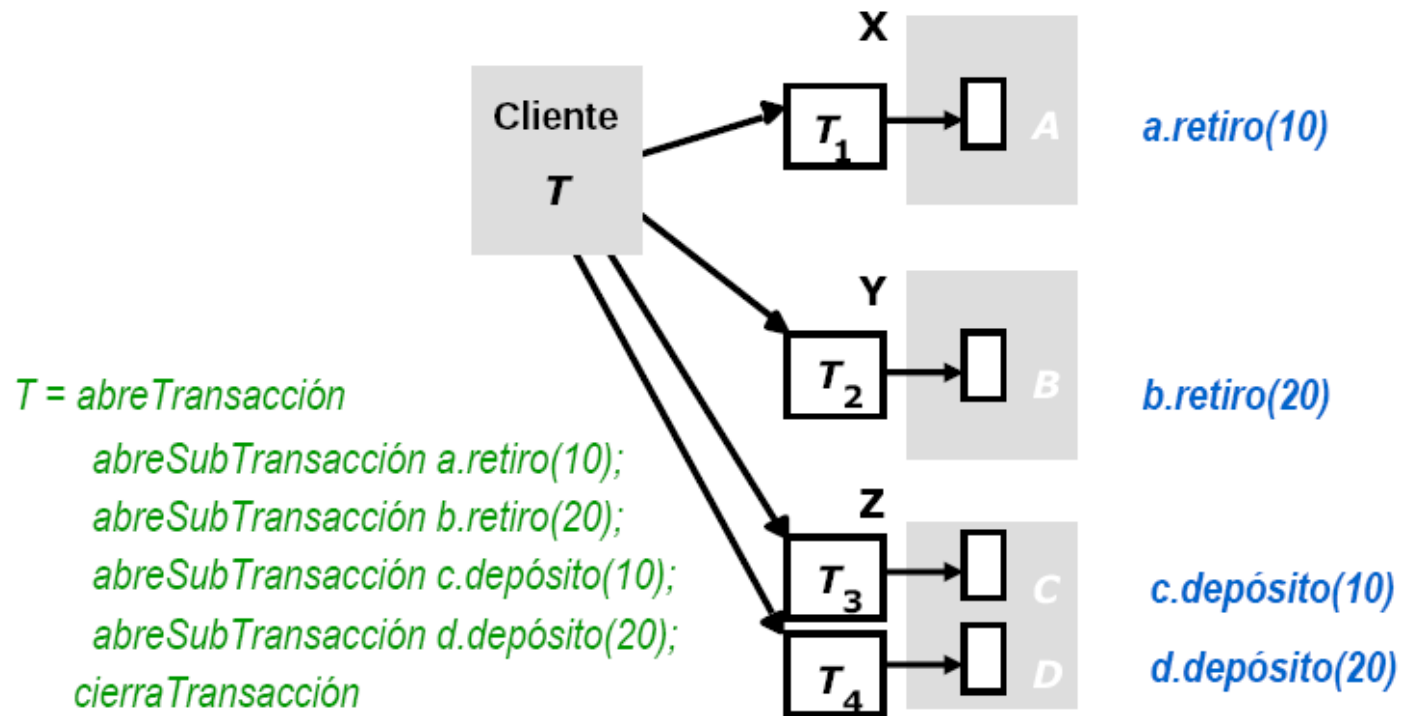 X
Cliente
T
T1
A
a.retiro(10)
Y
T2
B
b.retiro(20)
T = abreTransacción
abreSubTransacción a.retiro(10);
abreSubTransacción b.retiro(20);
abreSubTransacción c.depósito(10);
abreSubTransacción d.depósito(20);
cierraTransacción
Z
T3
C
c.depósito(10)
T4
D
d.depósito(20)